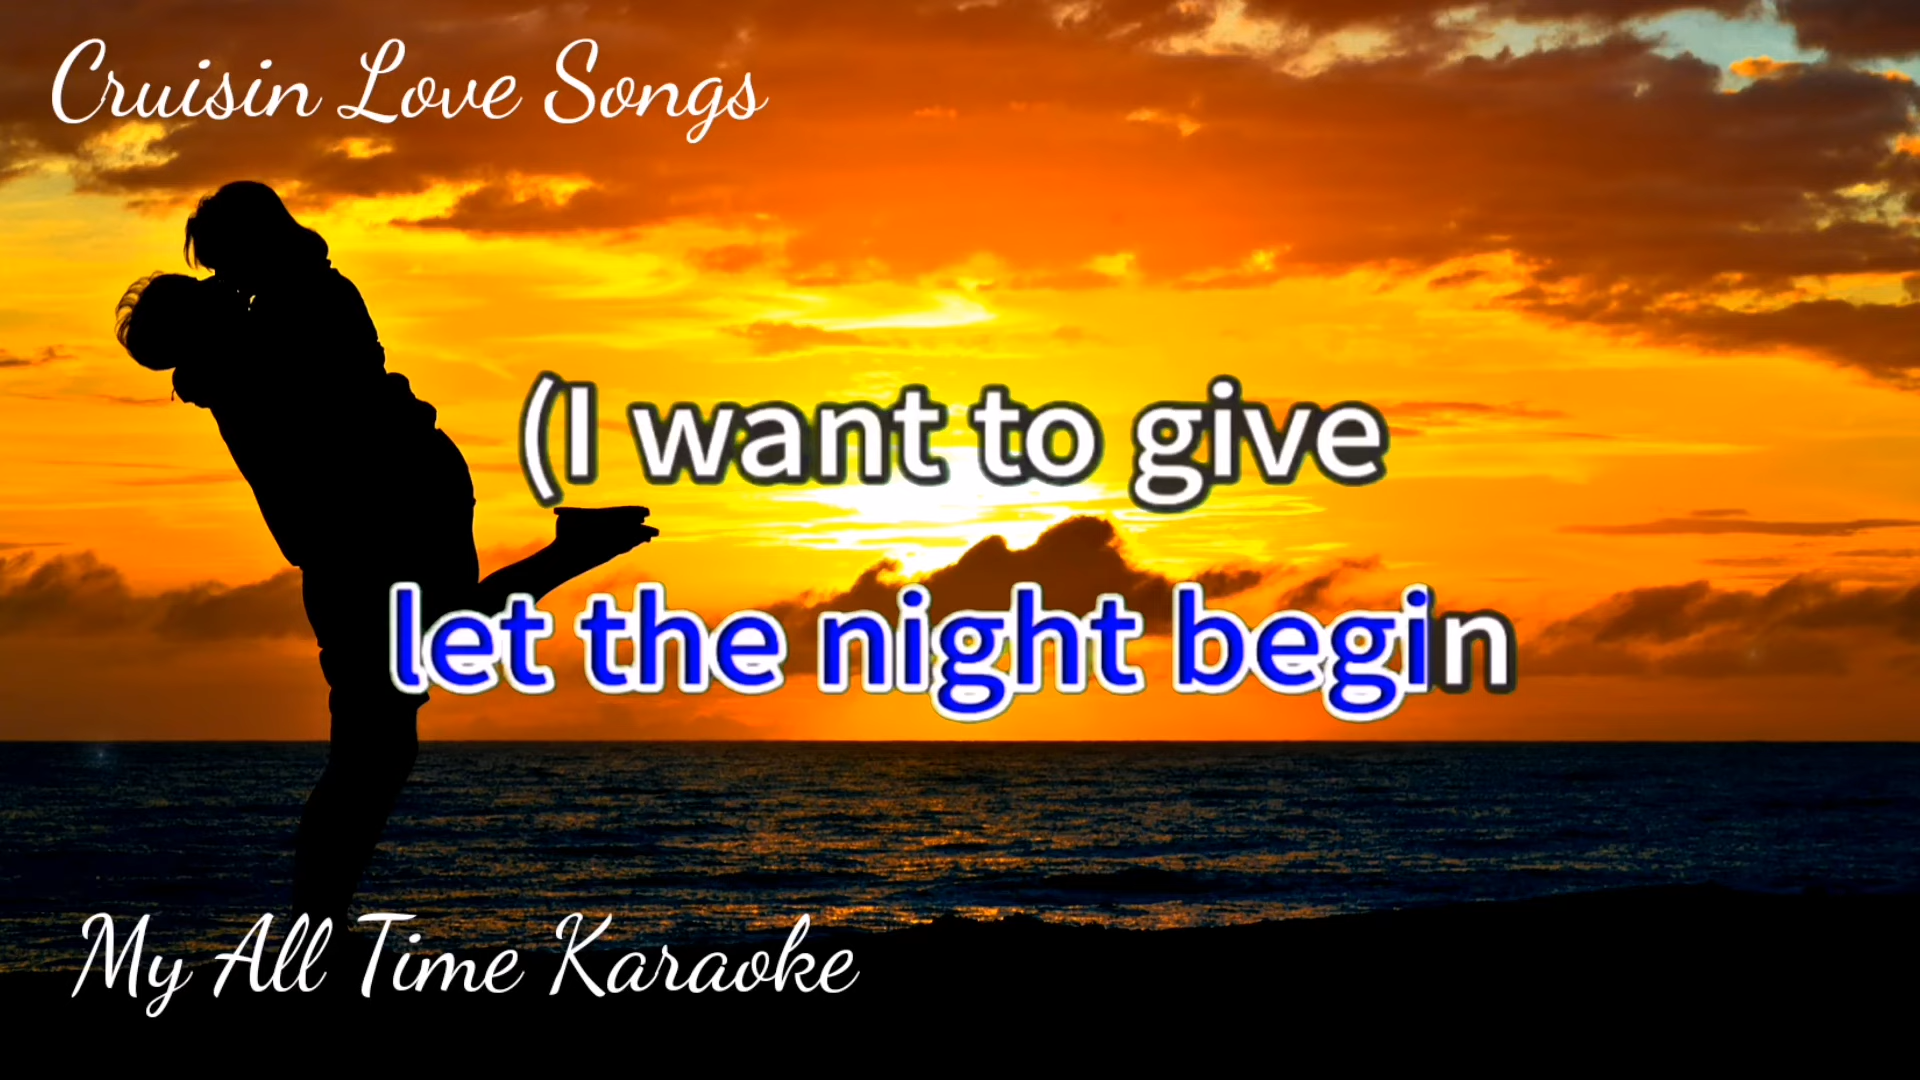 Cruisin Love Songs
(I want to give
let the night begin
My All Time Karaoke